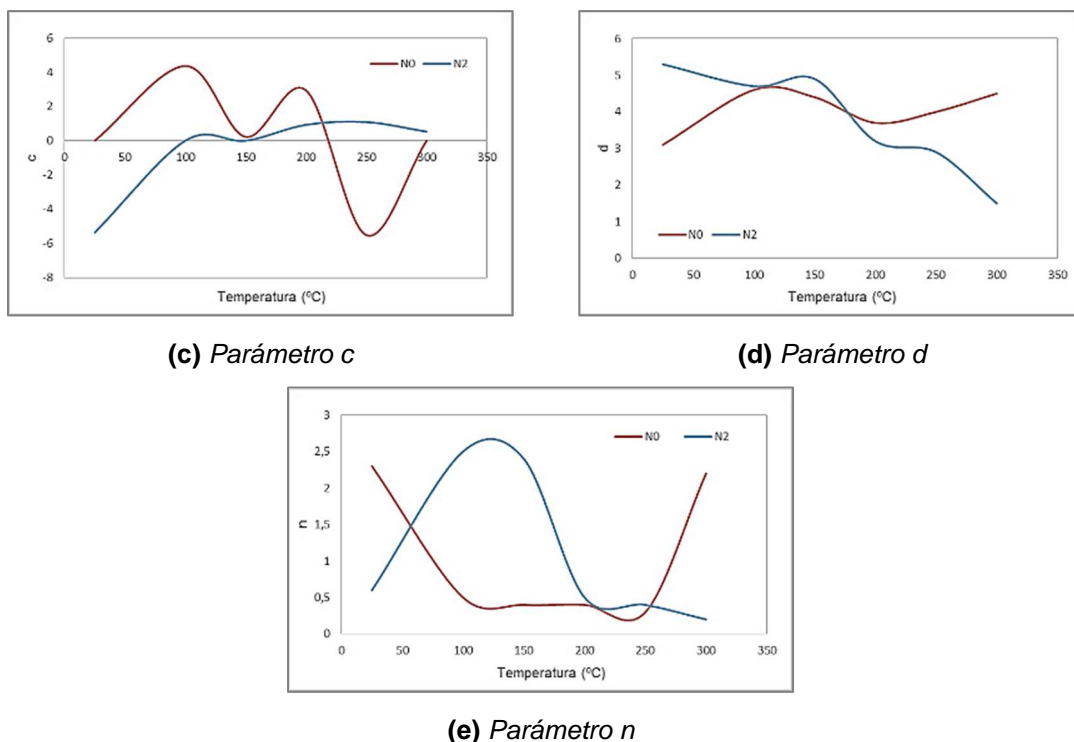 6
4
2
0
-2
-4
-6
-8
c
0 50 100 150 200 250 300 350
N0 N2
Temperatura (ºC)
(c) Parámetro c
6
5
4
3
2
1
0
d
0 50 100 150 200 250 300 350
N0 N2
Temperatura (ºC)
(d) Parámetro d
3
2,5
2
1,5
1
0,5
0
n
0 50 100 150 200 250 300 350
N0 N2
Temperatura (ºC)
(e) Parámetro n